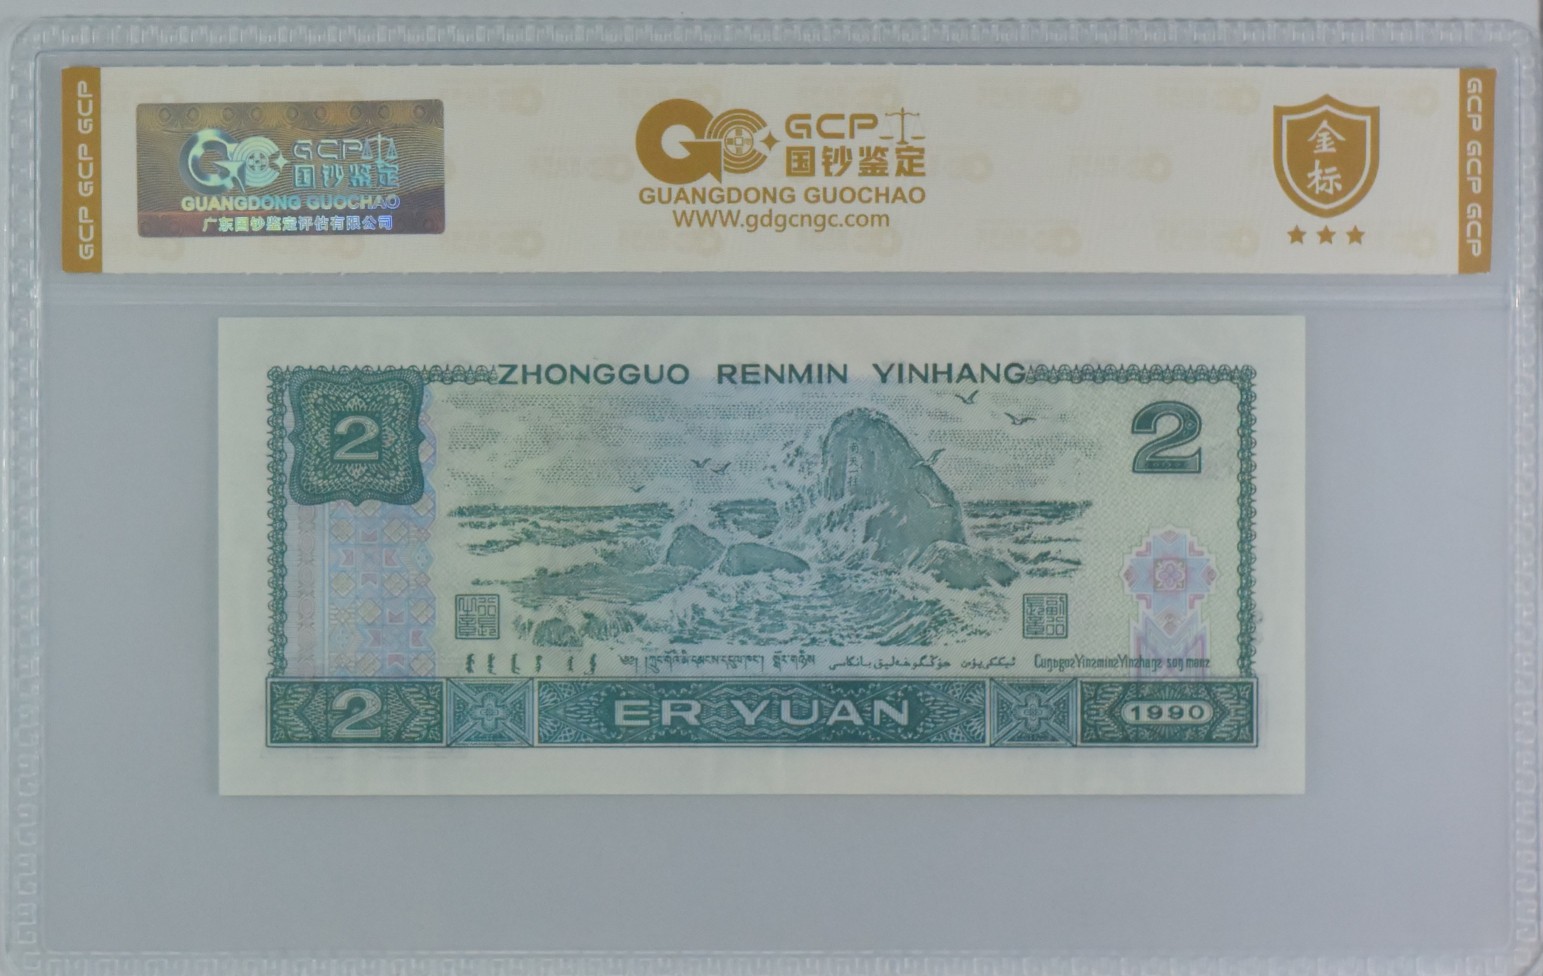 GCP GCP GCP
GCP
国钞鉴定
GUANGDONG GUOCHAO
广东国钞鉴定评估有限公司
GCP
国钞鉴定
GUANGDONG GUOCHAO
WWW.gdgcngc.com
金
标
GCP GCP GCP
ZHONGGUO RENMIN YINHANG
2
2
2
ER YUAN
1990